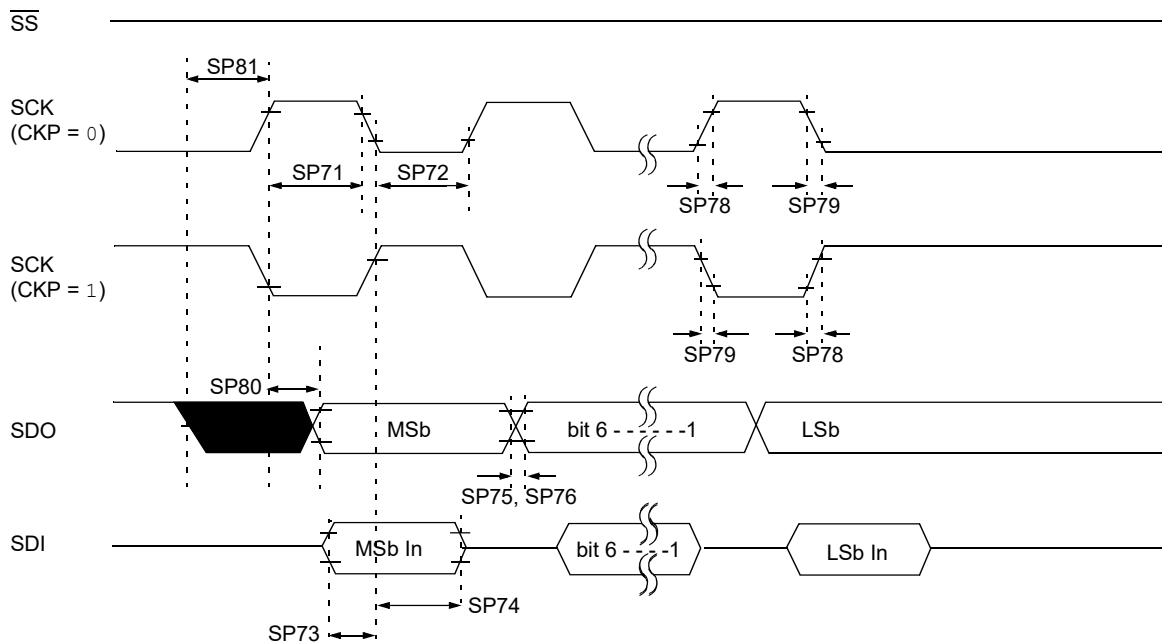 SS
SP81
SCK
(CKP = 0)
SP71
SP72
SP78
SP79
SCK
(CKP = 1)
SP79
SP78
SP80
SDO
MSb
bit 6 - - - - - -1
LSb
SP75, SP76
SDI
MSb In
bit 6 - - - - -1
LSb In
SP74
SP73